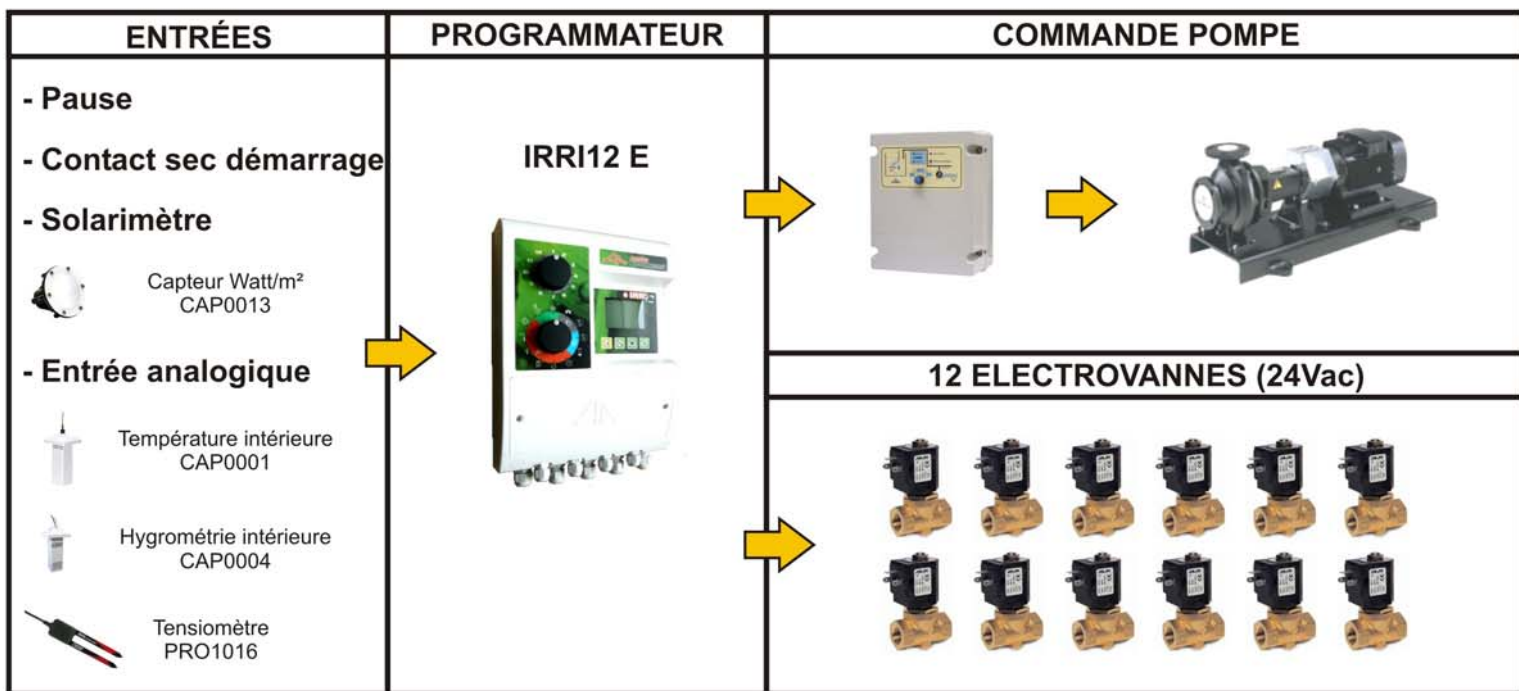 ENTRÉES
PROGRAMMATEUR
COMMANDE POMPE
- Pause
- Contact sec démarrage
- Solarimètre
Capteur Watt/m²
CAP0013
- Entrée analogique
Température intérieure
CAP0001
Hygrométrie intérieure
CAP0004
Tensiomètre
PRO1016
IRRI12 E
12 ELECTROVANNES (24Vac)